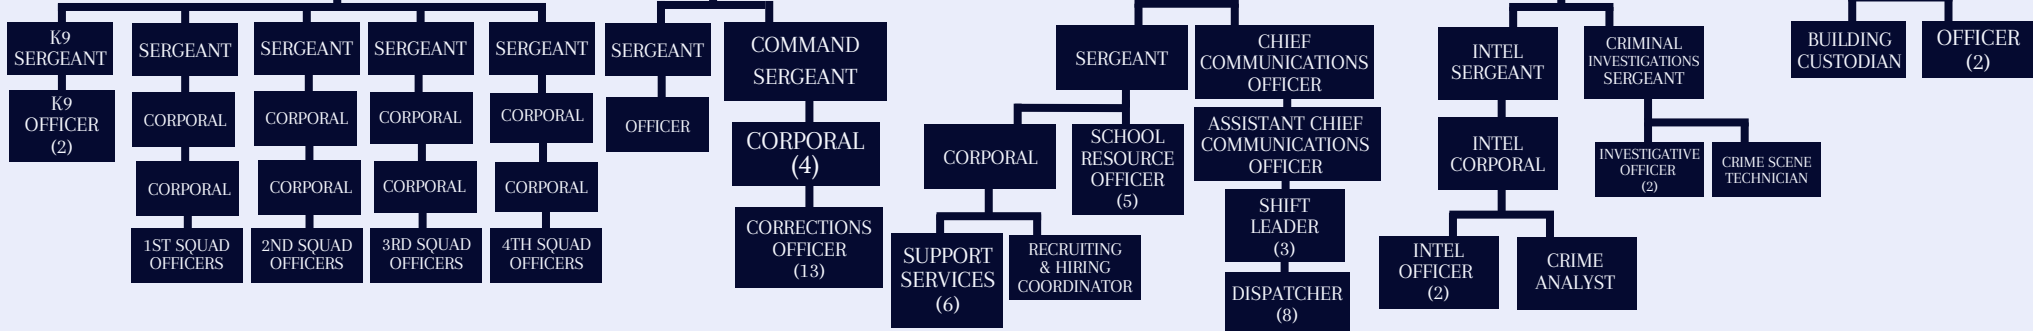 K9
SERGEANT
K9
OFFICER
(2)
SERGEANT
CORPORAL
CORPORAL
1ST SQUAD
OFFICERS
SERGEANT
CORPORAL
CORPORAL
2ND SQUAD
OFFICERS
SERGEANT
CORPORAL
CORPORAL
3RD SQUAD
OFFICERS
SERGEANT
CORPORAL
CORPORAL
4TH SQUAD
OFFICERS
SERGEANT
OFFICER
COMMAND
SERGEANT
CORPORAL
(4)
CORRECTIONS
OFFICER
(13)
SERGEANT
CORPORAL
SUPPORT
SERVICES
(6)
RECRUITING
& HIRING
COORDINATOR
SCHOOL
RESOURCE
OFFICER
(5)
CHIEF
COMMUNICATIONS
OFFICER
ASSISTANT CHIEF
COMMUNICATIONS
OFFICER
SHIFT
LEADER
(3)
DISPATCHER
(8)
INTEL
SERGEANT
INTEL
CORPORAL
INTEL
OFFICER
(2)
CRIME
ANALYST
CRIMINAL
INVESTIGATIONS
SERGEANT
INVESTIGATIVE
OFFICER
(2)
CRIME SCENE
TECHNICIAN
BUILDING
CUSTODIAN
OFFICER
(2)